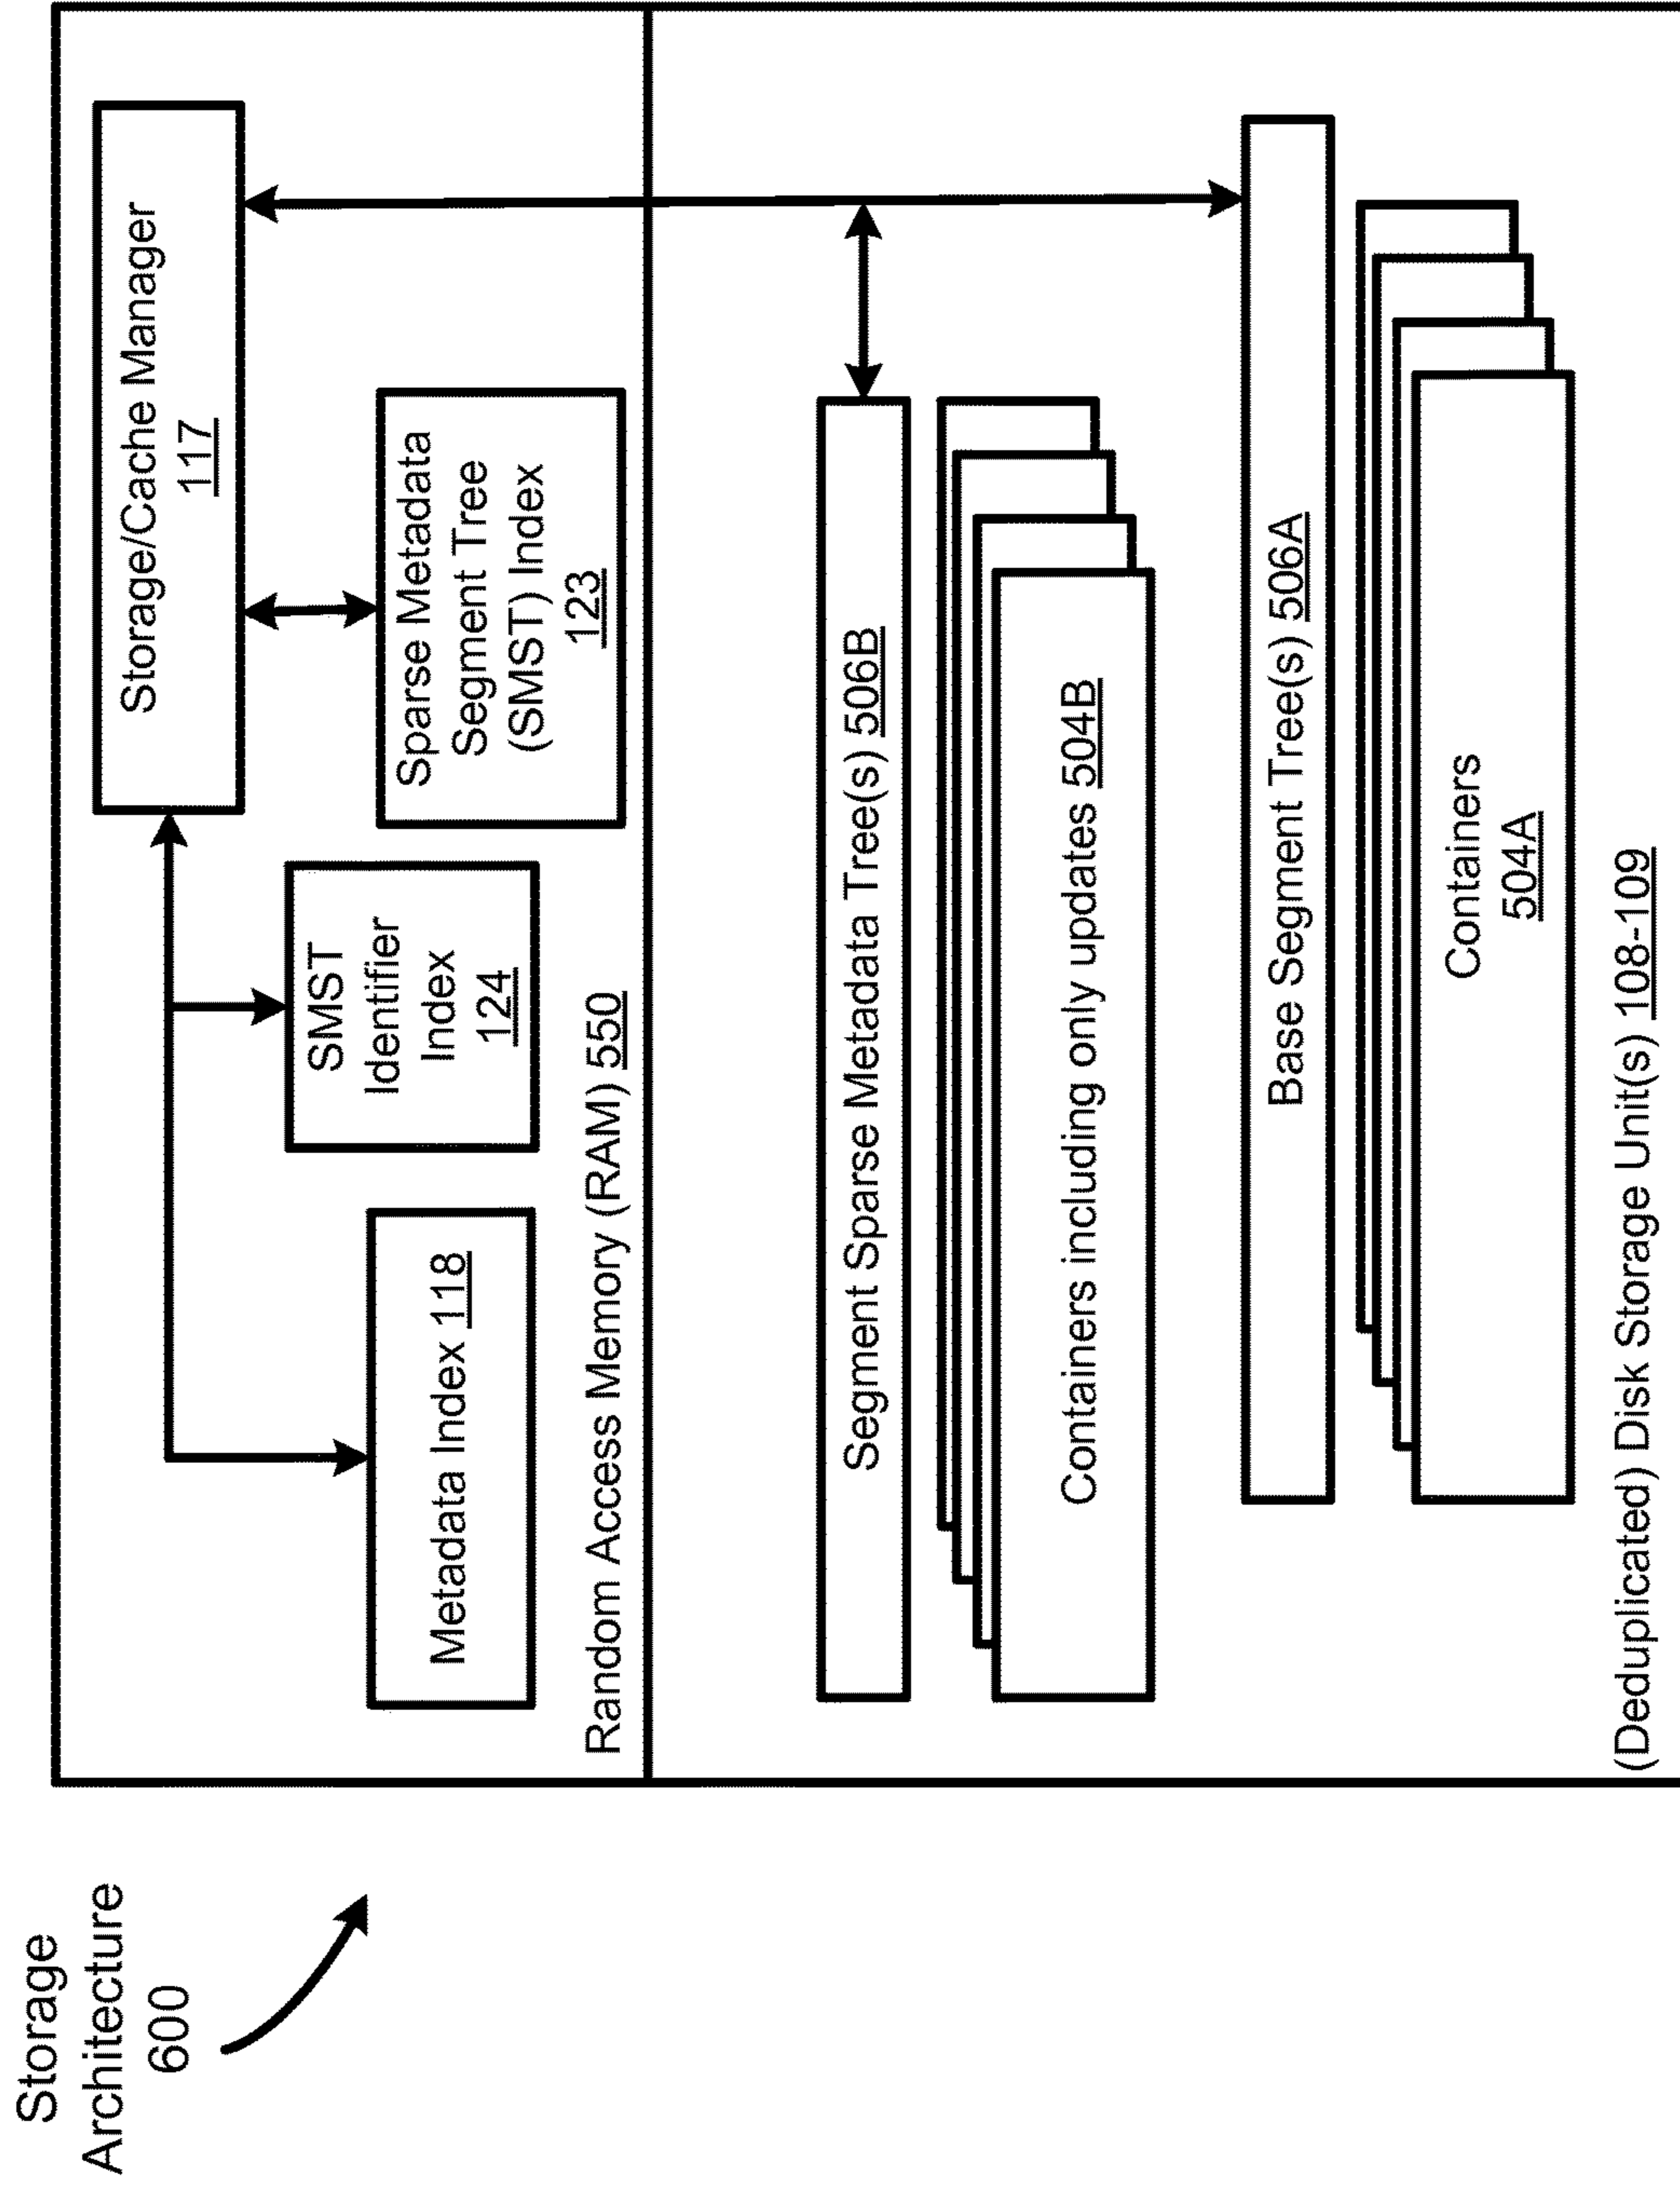 Storage
Architecture
600
Storage/Cache Manager
117
Metadata Index 118
SMST
Identifier
Index
124
Sparse Metadata
Segment Tree
(SMST) Index
123
Random Access Memory (RAM) 550
Segment Sparse Metadata Tree(s) 506B
Containers including only updates 504B
Base Segment Tree(s) 506A
Containers
504A
(Deduplicated) Disk Storage Unit(s) 108-109